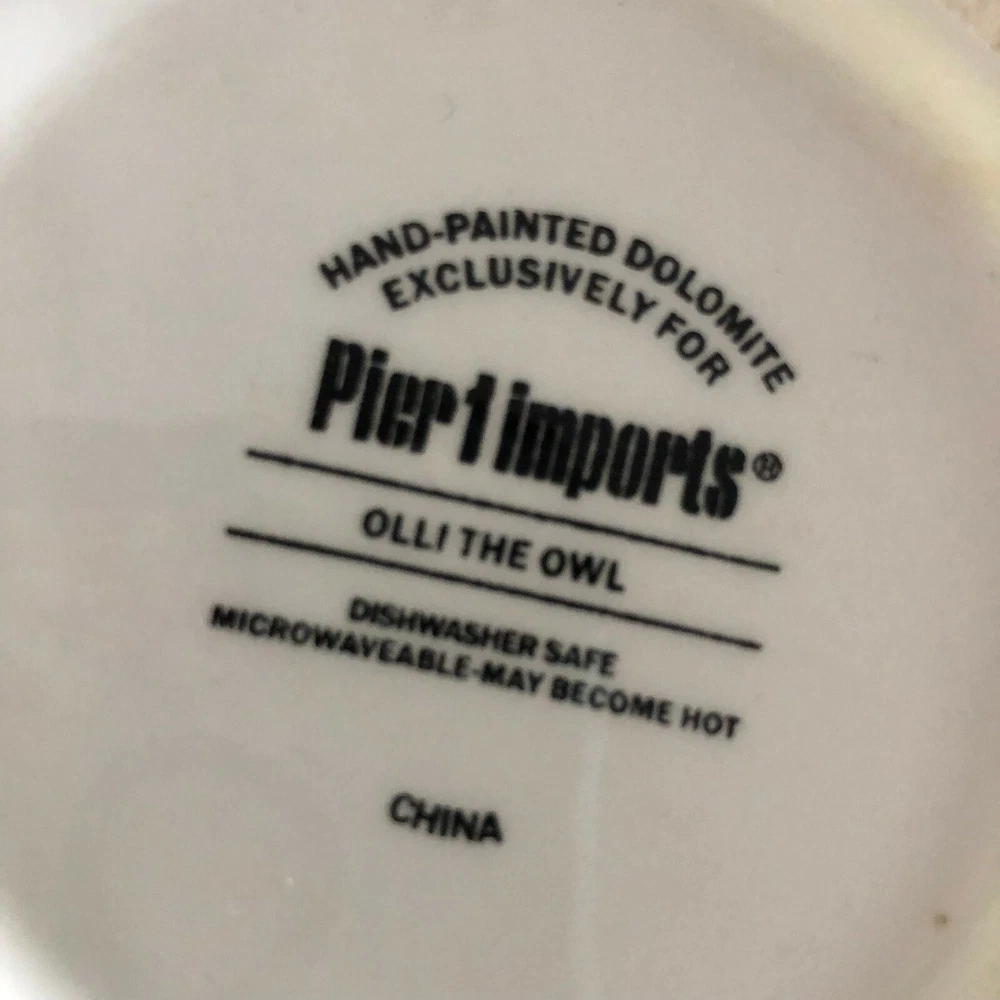 HAND-PAINTED DOLOMITE
EXCLUSIVELY FOR
Pier 1 imports®
OLLI THE OWL
DISHWASHER SAFE
MICROWAVEABLE-MAY BECOME HOT
CHINA